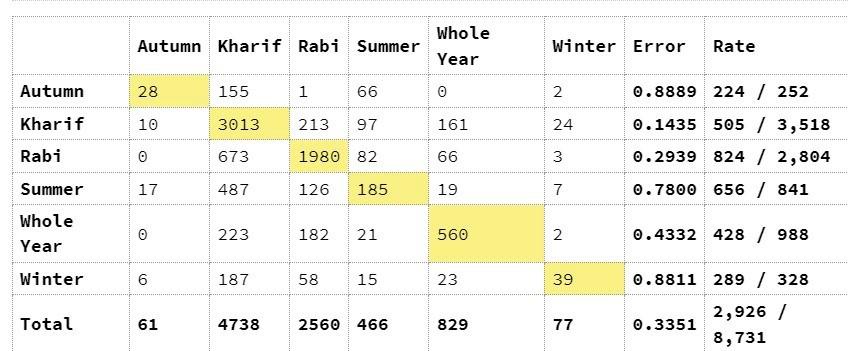 Autumn Kharif Rabi Summer Whole Year Winter Error Rate
Autumn 28 155 1 66 0 2 0.8889 224 / 252
Kharif 10 3013 213 97 161 24 0.1435 505 / 3,518
Rabi 0 673 1980 82 66 3 0.2939 824 / 2,804
Summer 17 487 126 185 19 7 0.7800 656 / 841
Whole Year 0 223 182 21 560 2 0.4332 428 / 988
Winter 6 187 58 15 23 39 0.8811 289 / 328
Total 61 4738 2560 466 829 77 0.3351 2,926 / 8,731